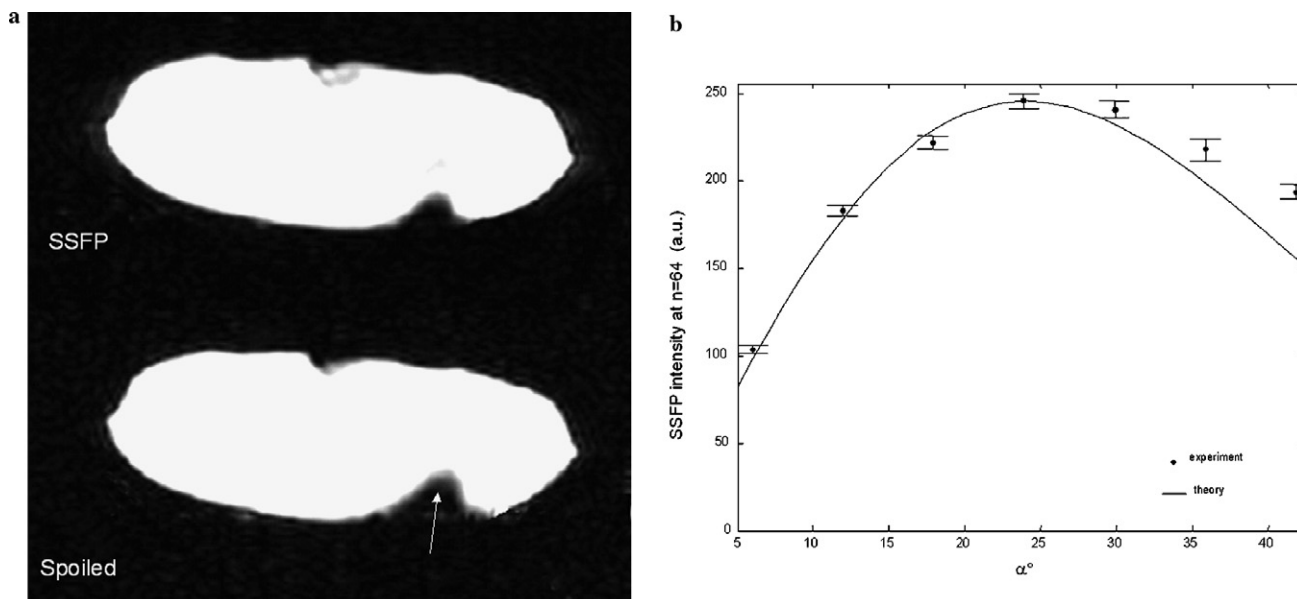 a
SSFP
Spoiled
b
SSFP intensity at n=64 (a.u.)
250
200
150
100
50
0
5
10
15
20
25
30
35
40
α°
experiment
theory